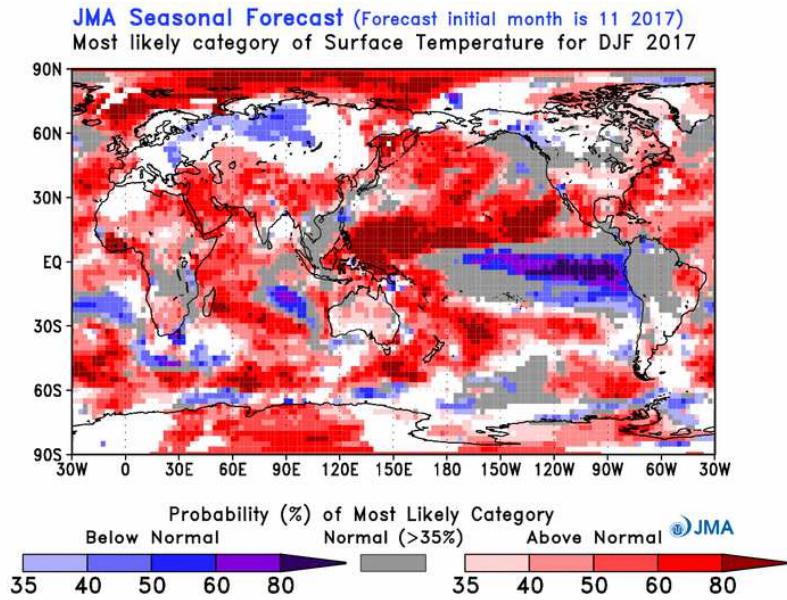 JMA Seasonal Forecast (Forecast initial month is 11 2017)
Most likely category of Surface Temperature for DJF 2017
90N
60N
30N
EQ
30S
60S
90S
30W 0 30E 60E 90E 120E 150E 180 150W 120W 90W 60W 30W
Probability (%) of Most Likely Category
Below Normal Normal (>35%) Above Normal JMA
35 40 50 60 80 35 40 50 60 80